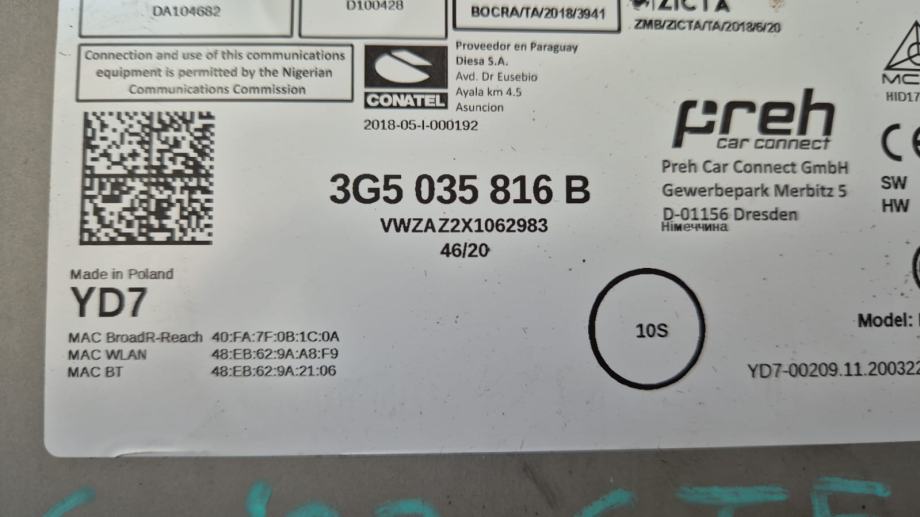 DA104682
D100428
BOCRA/TA/2018/3941
ZICTA
ZMB/ZICTA/TA/2018/6/20
Connection and use of this communications
equipment is permitted by the Nigerian
Communications Commission
CONATEL
2018-05-I-000192
Proveedor en Paraguay
Diesa S.A.
Avd. Dr Eusebio
Ayala km 4.5
Asuncion
preh
car connect
Preh Car Connect GmbH
Gewerbepark Merbitz 5
D-01156 Dresden
Німеччина
HID17
CE
SW
HW
3G5 035 816 B
VWZAZ2X1062983
46/20
Made in Poland
YD7
MAC BroadR-Reach 40:FA:7F:0B:1C:0A
MAC WLAN 48:EB:62:9A:A8:F9
MAC BT 48:EB:62:9A:21:06
10S
Model:
YD7-00209.11.200322